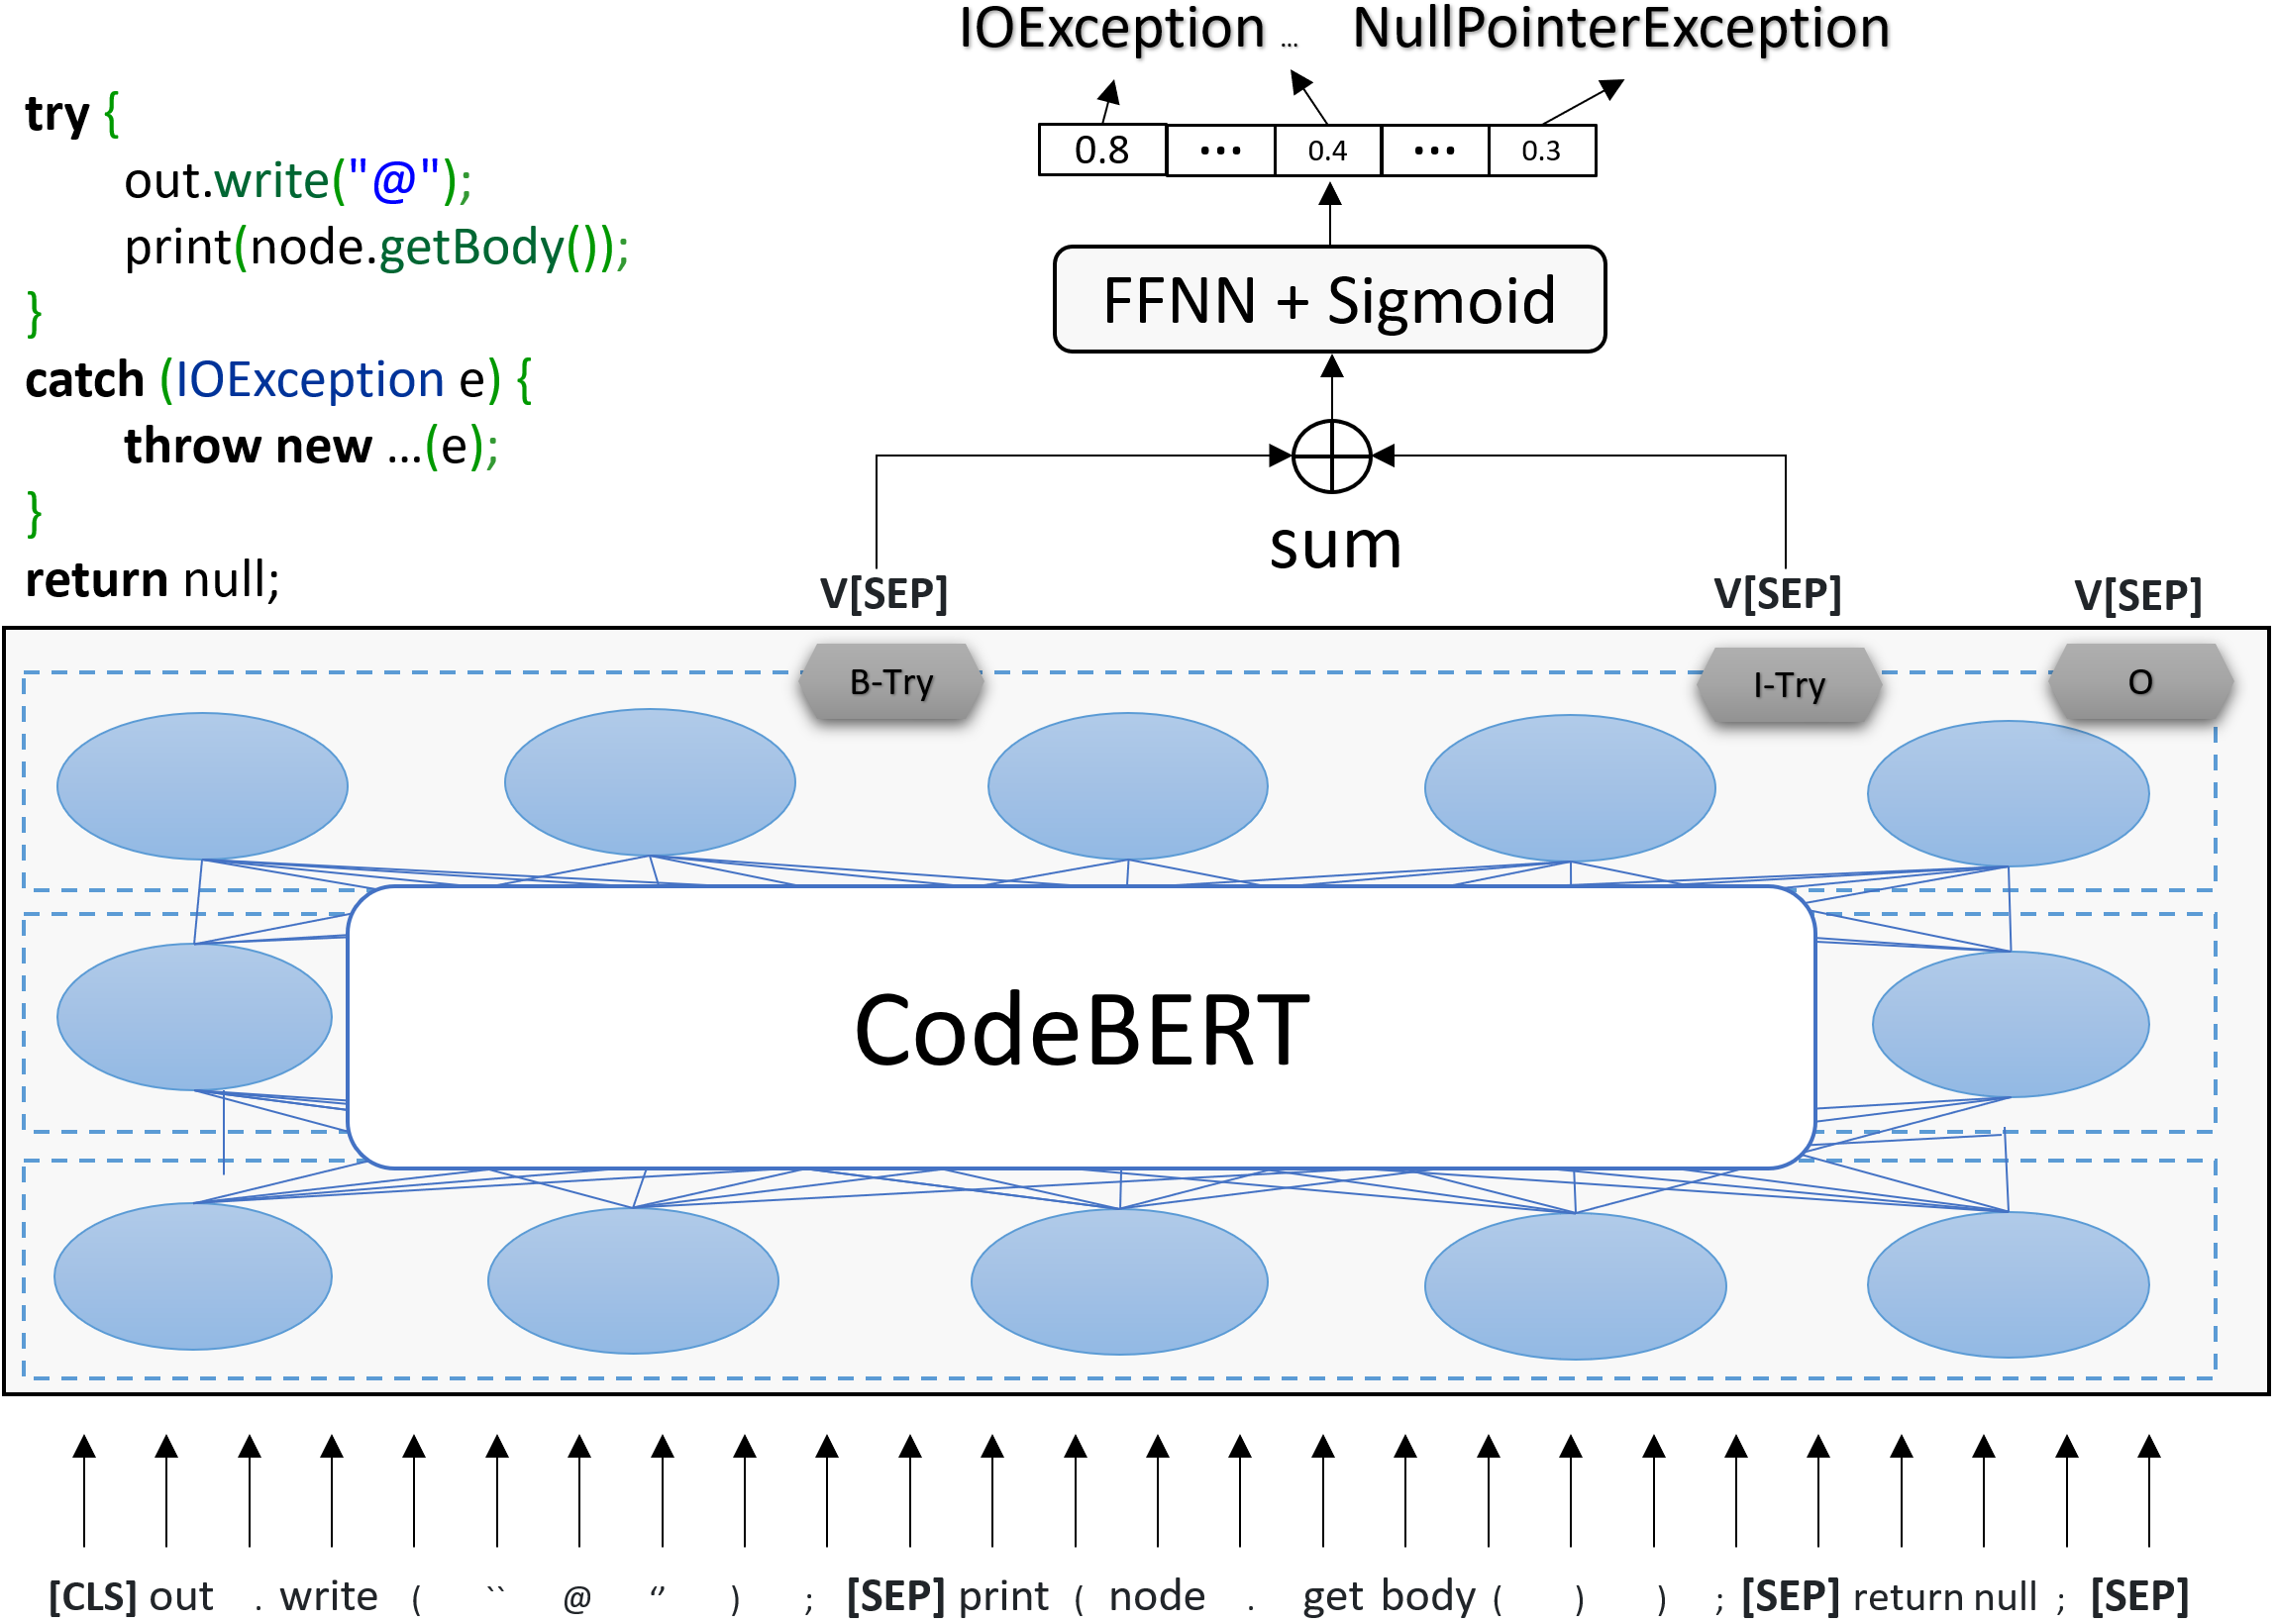 IOException ... NullPointerException
try {
out.write("@");
print(node.getBody());
}
catch (IOException e) {
throw new ...(e);
}
return null;
0.8 ... 0.4 ... 0.3
FFNN + Sigmoid
sum
V[SEP] V[SEP] V[SEP]
B-Try I-Try O
CodeBERT
[CLS] out . write ( `` @ “” ) ; [SEP] print ( node . get body ( ) ) ; [SEP] return null ; [SEP]